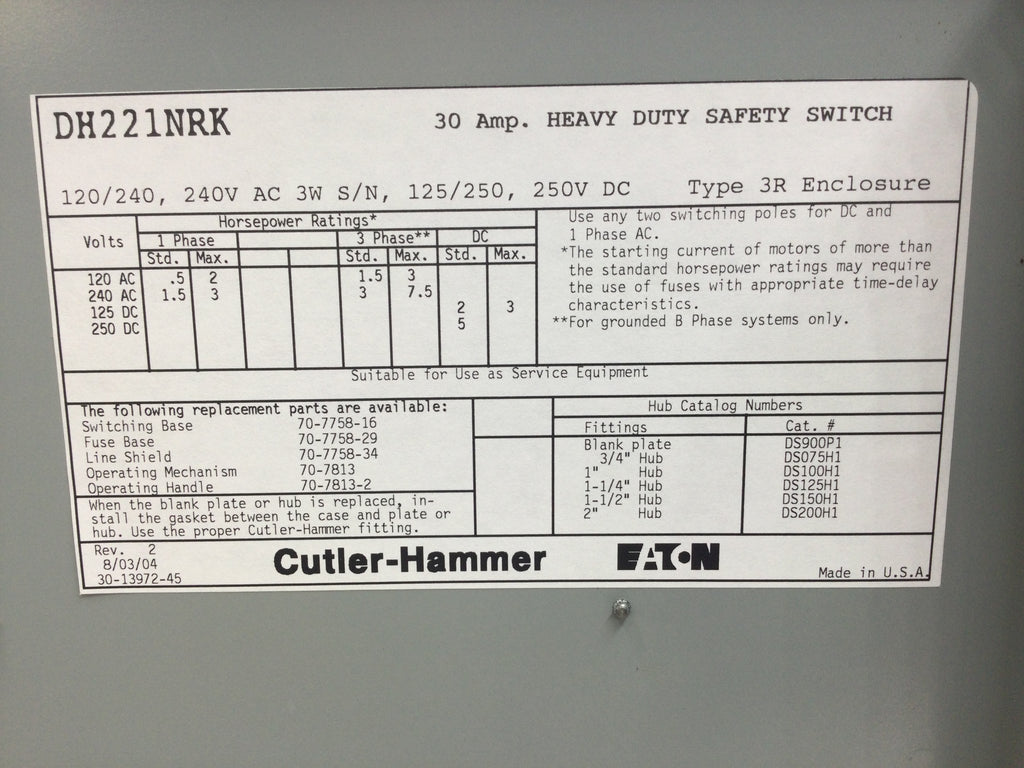 DH221NRK 30 Amp. HEAVY DUTY SAFETY SWITCH
120/240, 240V AC 3W S/N, 125/250, 250V DC Type 3R Enclosure
Horsepower Ratings*
Volts 1 Phase 3 Phase** DC
Std. Max. Std. Max. Std. Max.
120 AC .5 2 1.5 3
240 AC 1.5 3 3 7.5
125 DC 2 3
250 DC 5
Use any two switching poles for DC and
1 Phase AC.
*The starting current of motors of more than
the standard horsepower ratings may require
the use of fuses with appropriate time-delay
characteristics.
**For grounded B Phase systems only.
Suitable for Use as Service Equipment
The following replacement parts are available:
Switching Base 70-7758-16
Fuse Base 70-7758-29
Line Shield 70-7758-34
Operating Mechanism 70-7813
Operating Handle 70-7813-2
When the blank plate or hub is replaced, in-
stall the gasket between the case and plate or
hub. Use the proper Cutler-Hammer fitting.
Hub Catalog Numbers
Fittings Cat. #
Blank plate DS900P1
3/4" Hub DS075H1
1" Hub DS100H1
1-1/4" Hub DS125H1
1-1/2" Hub DS150H1
2" Hub DS200H1
Rev. 2
8/03/04
30-13972-45
Cutler-Hammer EATON
Made in U.S.A.